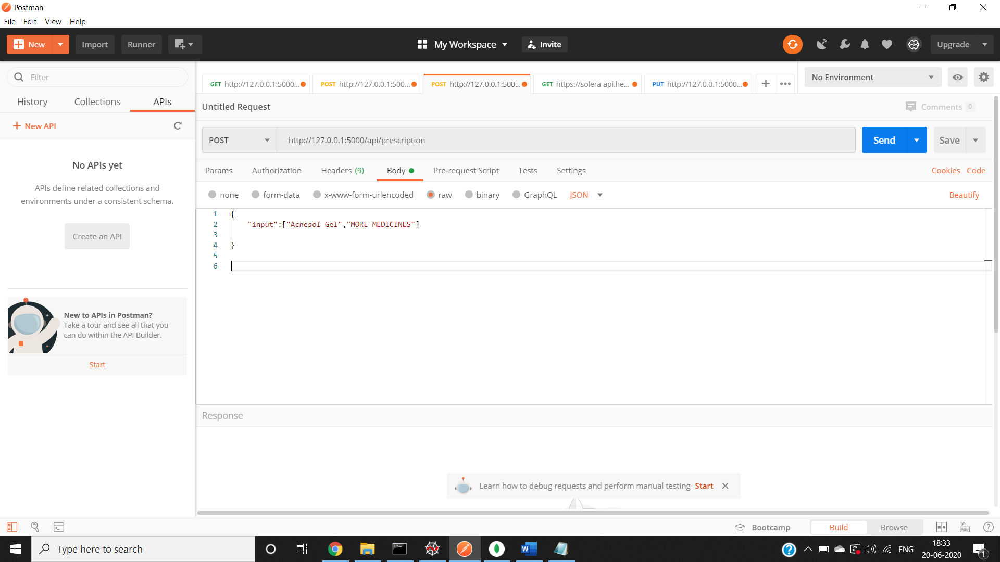 Postman
File Edit View Help
New Import Runner My Workspace Invite Upgrade
Filter
History Collections APIs
New API
No APIs yet
APIs define related collections and
environments under a consistent schema.
Create an API
New to APIs in Postman?
Take a tour and see all that you
can do within the API Builder.
Start
GET http://127.0.0.1:5000... POST http://127.0.0.1:500... POST http://127.0.0.1:500... GET https://solera-api.he... PUT http://127.0.0.1:5000... + ••• No Environment
Untitled Request Comments 0
POST http://127.0.0.1:5000/api/prescription Send Save
Params Authorization Headers (9) Body Pre-request Script Tests Settings Cookies Code
none form-data x-www-form-urlencoded raw binary GraphQL JSON Beautify
1 {
2 "input":["Acnesol Gel","MORE MEDICINES"]
3
4 }
5
6
Response
Learn how to debug requests and perform manual testing Start
Bootcamp Build Browse
Type here to search
ENG
18:33
20-06-2020
1